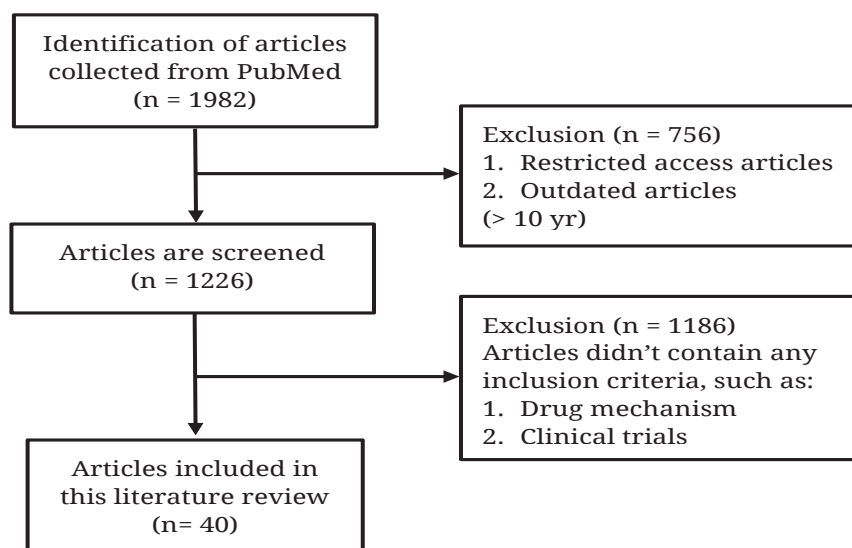 Identification of articles
collected from PubMed
(n = 1982)
Exclusion (n = 756)
1. Restricted access articles
2. Outdated articles
(> 10 yr)
Articles are screened
(n = 1226)
Exclusion (n = 1186)
Articles didn't contain any
inclusion criteria, such as:
1. Drug mechanism
2. Clinical trials
Articles included in
this literature review
(n= 40)